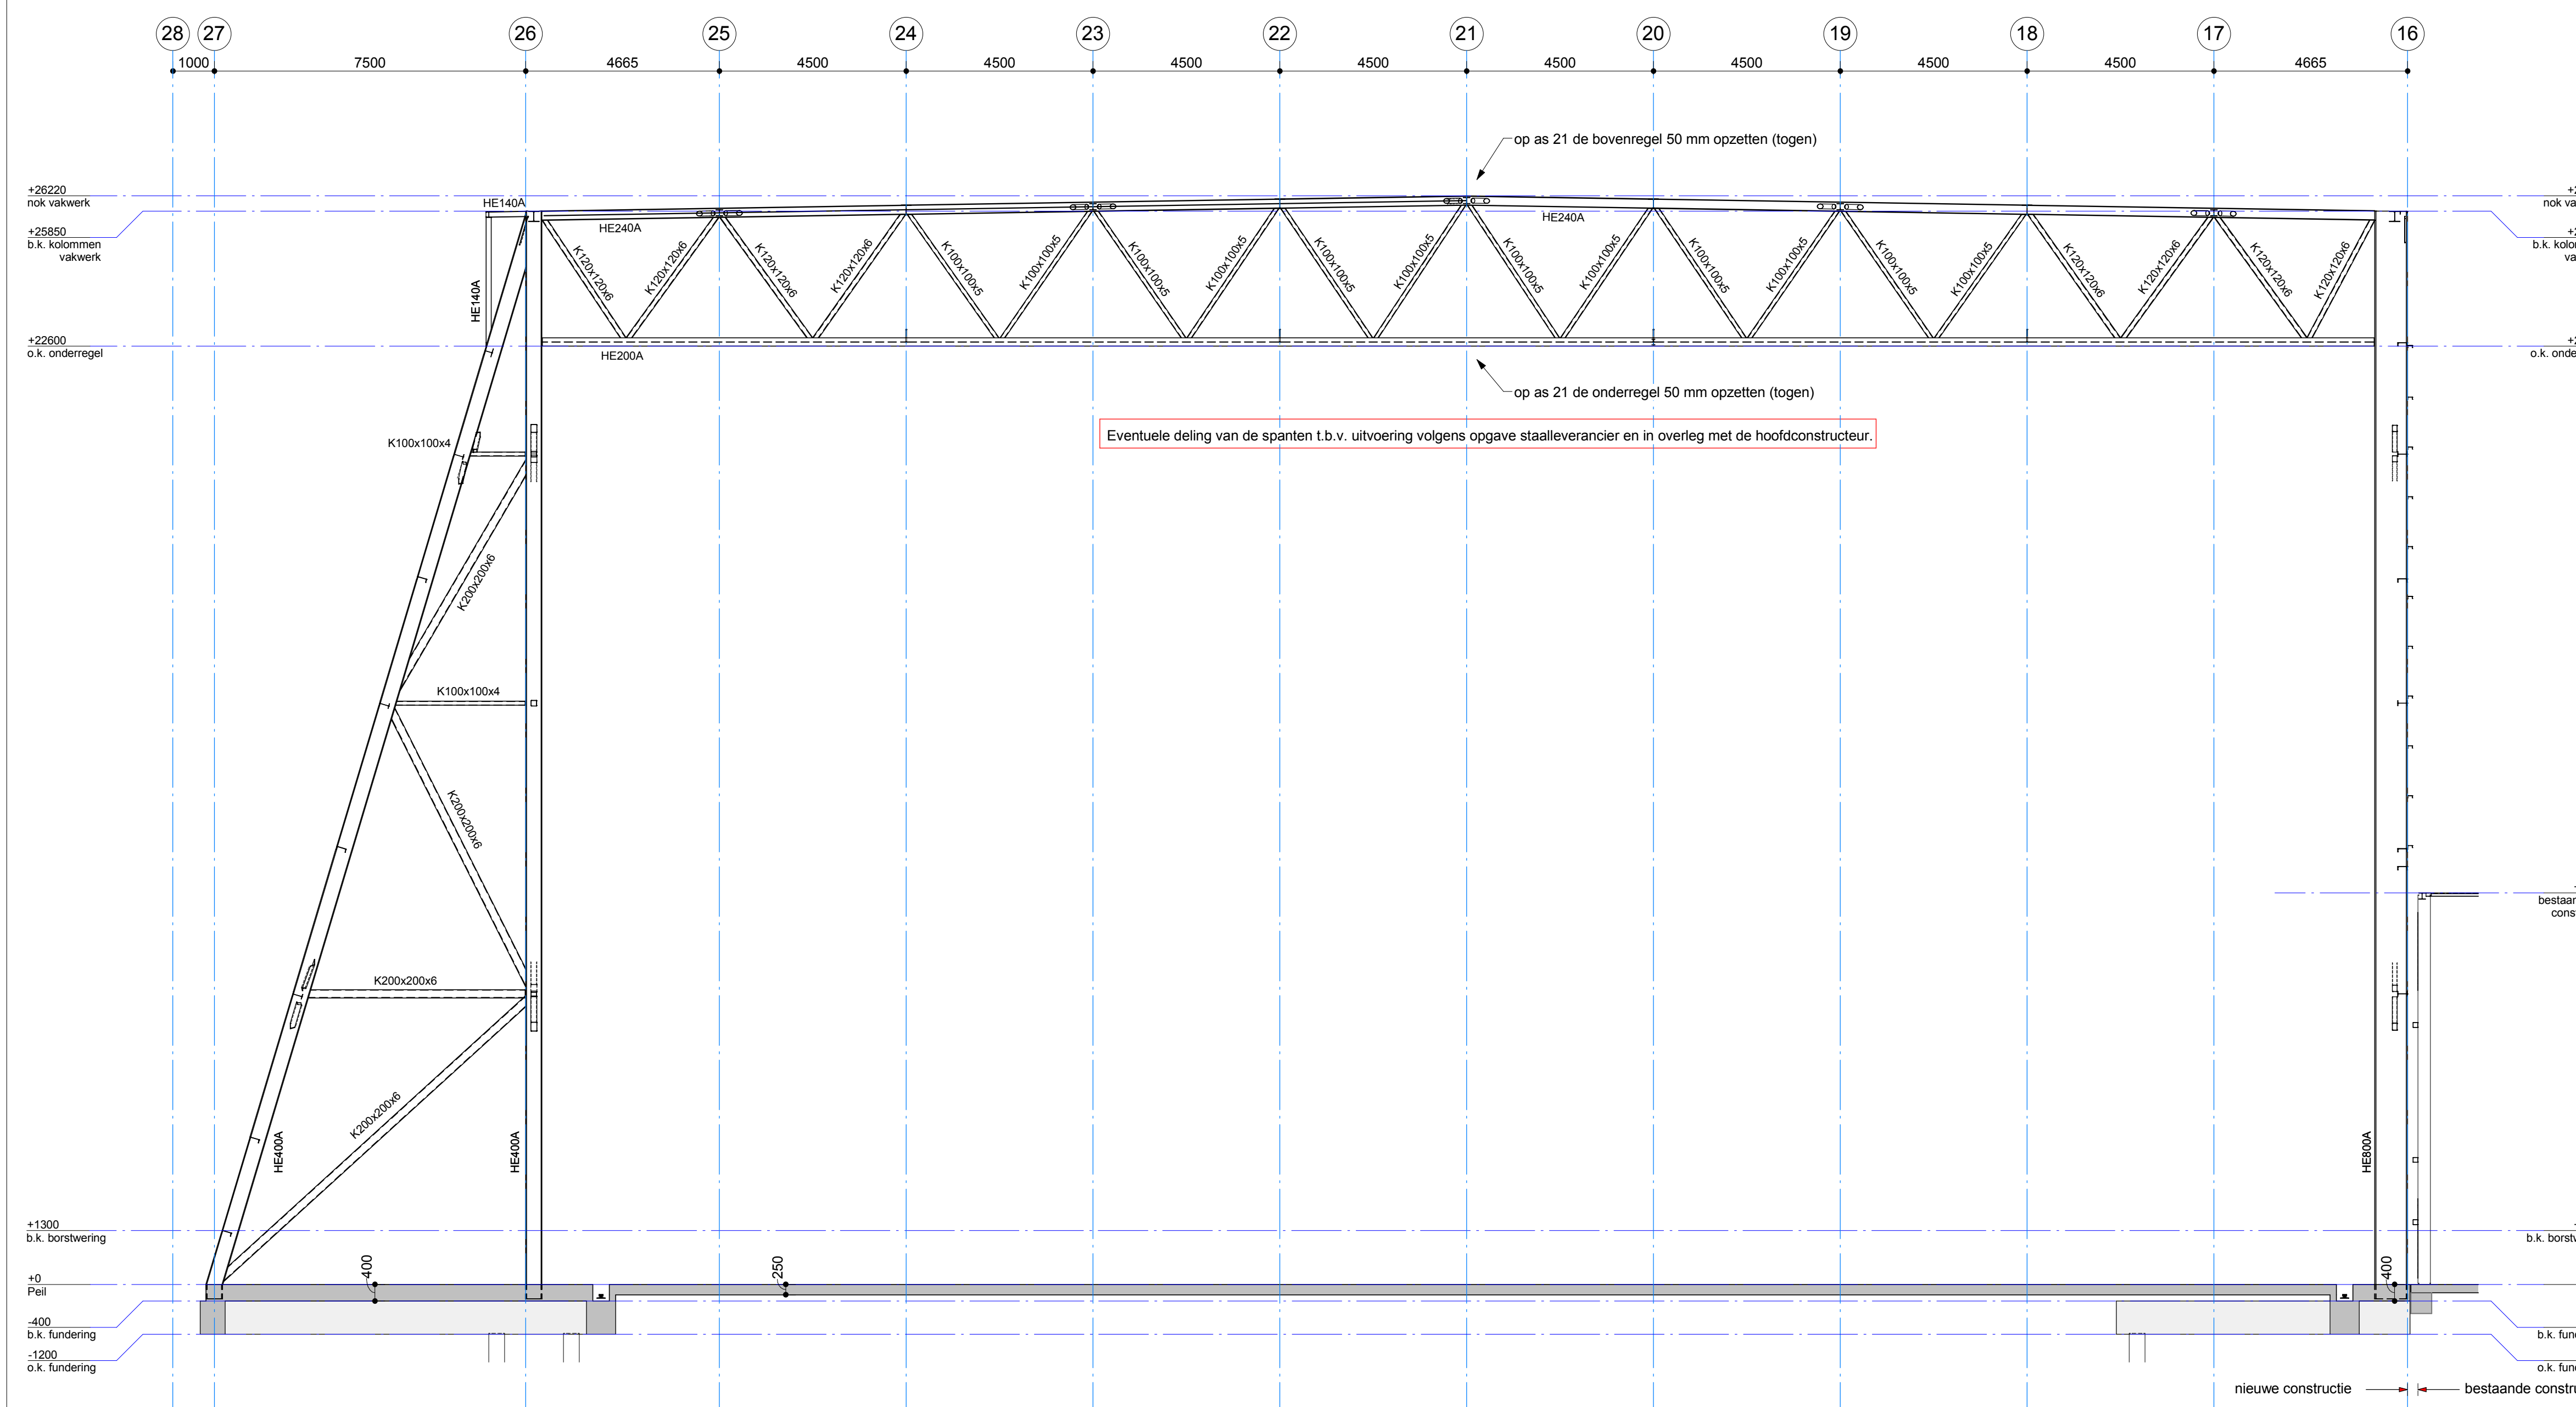 28 27 26 25 24 23 22 21 20 19 18 17 16
1000 7500 4665 4500 4500 4500 4500 4500 4500 4500 4500 4665
op as 21 de bovenregel 50 mm opzetten (togen)
+26220
nok vakwerk
nok
HE140A
+25850
b.k. kolommen
vakwerk
b.k.
HE240A
HE240A
HE140A
K120x120x6
K120x120x6
K120x120x6
K120x120x6
K100x100x5
K100x100x5
K100x100x5
K100x100x5
K100x100x5
K100x100x5
K100x100x5
K100x100x5
K100x100x5
K100x100x5
K100x100x5
K100x100x5
K120x120x6
K120x120x6
K120x120x6
K120x120x6
+22600
o.k. onderregel
o.k.
HE200A
op as 21 de onderregel 50 mm opzetten (togen)
Eventuele deling van de spanten t.b.v. uitvoering volgens opgave staalleverancier en in overleg met de hoofdconstructeur.
K100x100x4
K200x200x6
K100x100x4
K200x200x6
K200x200x6
K200x200x6
HE400A
HE400A
HE800A
+1300
b.k. borstwering
b.k.
400
250
400
+0
Peil
-400
b.k. fundering
b.k.
-1200
o.k. fundering
o.k.
nieuwe constructie
bestaande